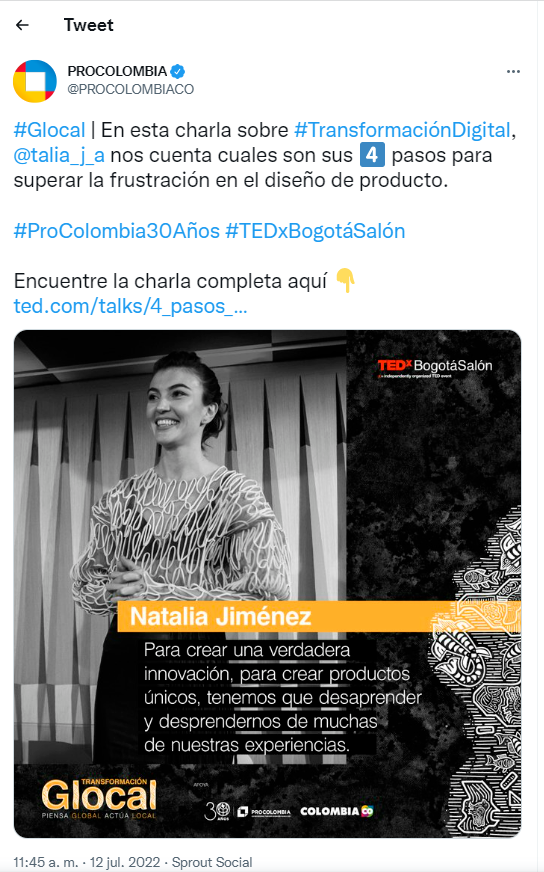 Tweet
PROCOLOMBIA
@PROCOLOMBIACO
#Glocal | En esta charla sobre #TransformaciónDigital,
@talia_j_a nos cuenta cuales son sus 4 pasos para
superar la frustración en el diseño de producto.
#ProColombia30Años #TEDxBogotáSalón
Encuentre la charla completa aquí 👇
ted.com/talks/4_pasos_...
TEDxBogotáSalón
x = independently organized TED event
Natalia Jiménez
Para crear una verdadera
innovación, para crear productos
únicos, tenemos que desaprender
y desprendernos de muchas
de nuestras experiencias.
TRANSFORMACIÓN
Glocal
PIENSA GLOBAL ACTÚA LOCAL
APOYA
30 AÑOS
PROCOLOMBIA
COLOMBIA CO
11:45 a. m. · 12 jul. 2022 · Sprout Social